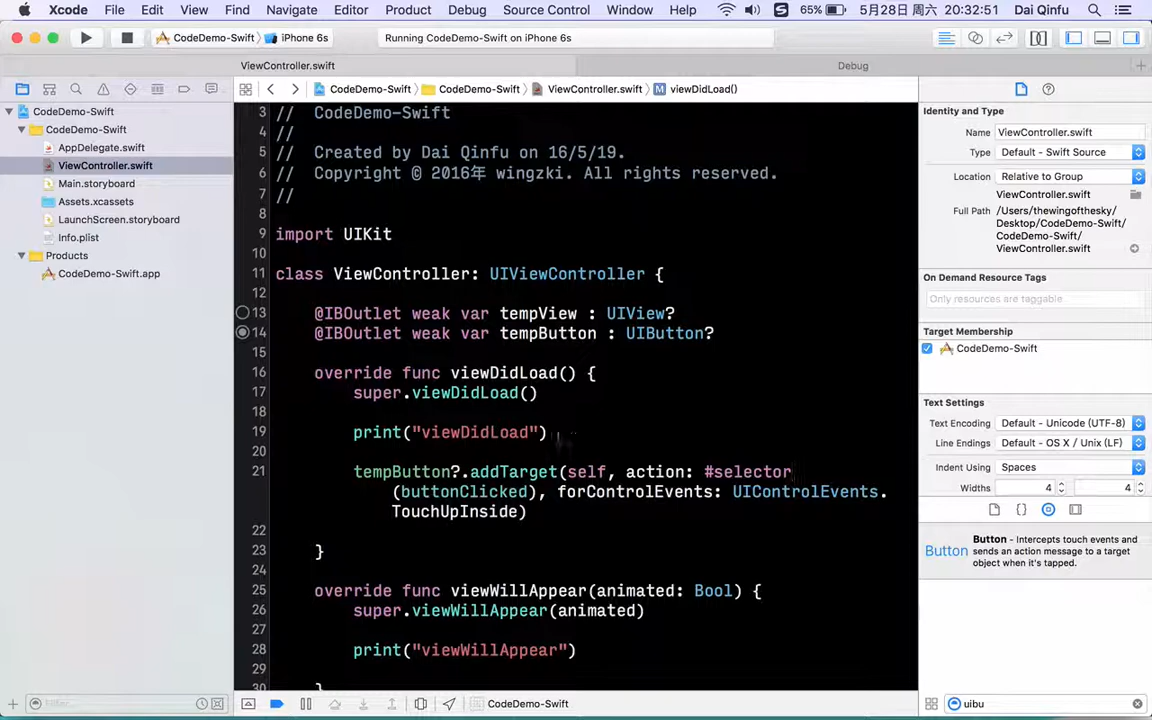 Xcode File Edit View Find Navigate Editor Product Debug Source Control Window Help 65% 5月28日 周六 20:32:51 Dai Qinfu
CodeDemo-Swift iPhone 6s Running CodeDemo-Swift on iPhone 6s
ViewController.swift Debug
CodeDemo-Swift CodeDemo-Swift ViewController.swift M viewDidLoad()
CodeDemo-Swift
CodeDemo-Swift
AppDelegate.swift
ViewController.swift
Main.storyboard
Assets.xcassets
LaunchScreen.storyboard
Info.plist
Products
CodeDemo-Swift.app
Filter
3 //  CodeDemo-Swift
4 //
5 //  Created by Dai Qinfu on 16/5/19.
6 //  Copyright © 2016年 wingzki. All rights reserved.
7 //
8
9 import UIKit
10
11 class ViewController: UIViewController {
12
13     @IBOutlet weak var tempView : UIView?
14     @IBOutlet weak var tempButton : UIButton?
15
16     override func viewDidLoad() {
17         super.viewDidLoad()
18
19         print("viewDidLoad")
20
21         tempButton?.addTarget(self, action: #selector
(buttonClicked), forControlEvents: UIControlEvents.
TouchUpInside)
22
23     }
24
25     override func viewWillAppear(animated: Bool) {
26         super.viewWillAppear(animated)
27
28         print("viewWillAppear")
29
30     }
CodeDemo-Swift
Identity and Type
Name ViewController.swift
Type Default - Swift Source
Location Relative to Group
ViewController.swift
Full Path /Users/thewingofthesky/
Desktop/CodeDemo-Swift/
CodeDemo-Swift/
ViewController.swift
On Demand Resource Tags
Only resources are taggable
Target Membership
CodeDemo-Swift
Text Settings
Text Encoding Default - Unicode (UTF-8)
Line Endings Default - OS X / Unix (LF)
Indent Using Spaces
Widths 4 4
Button Button - Intercepts touch events and
sends an action message to a target
object when it's tapped.
uibu